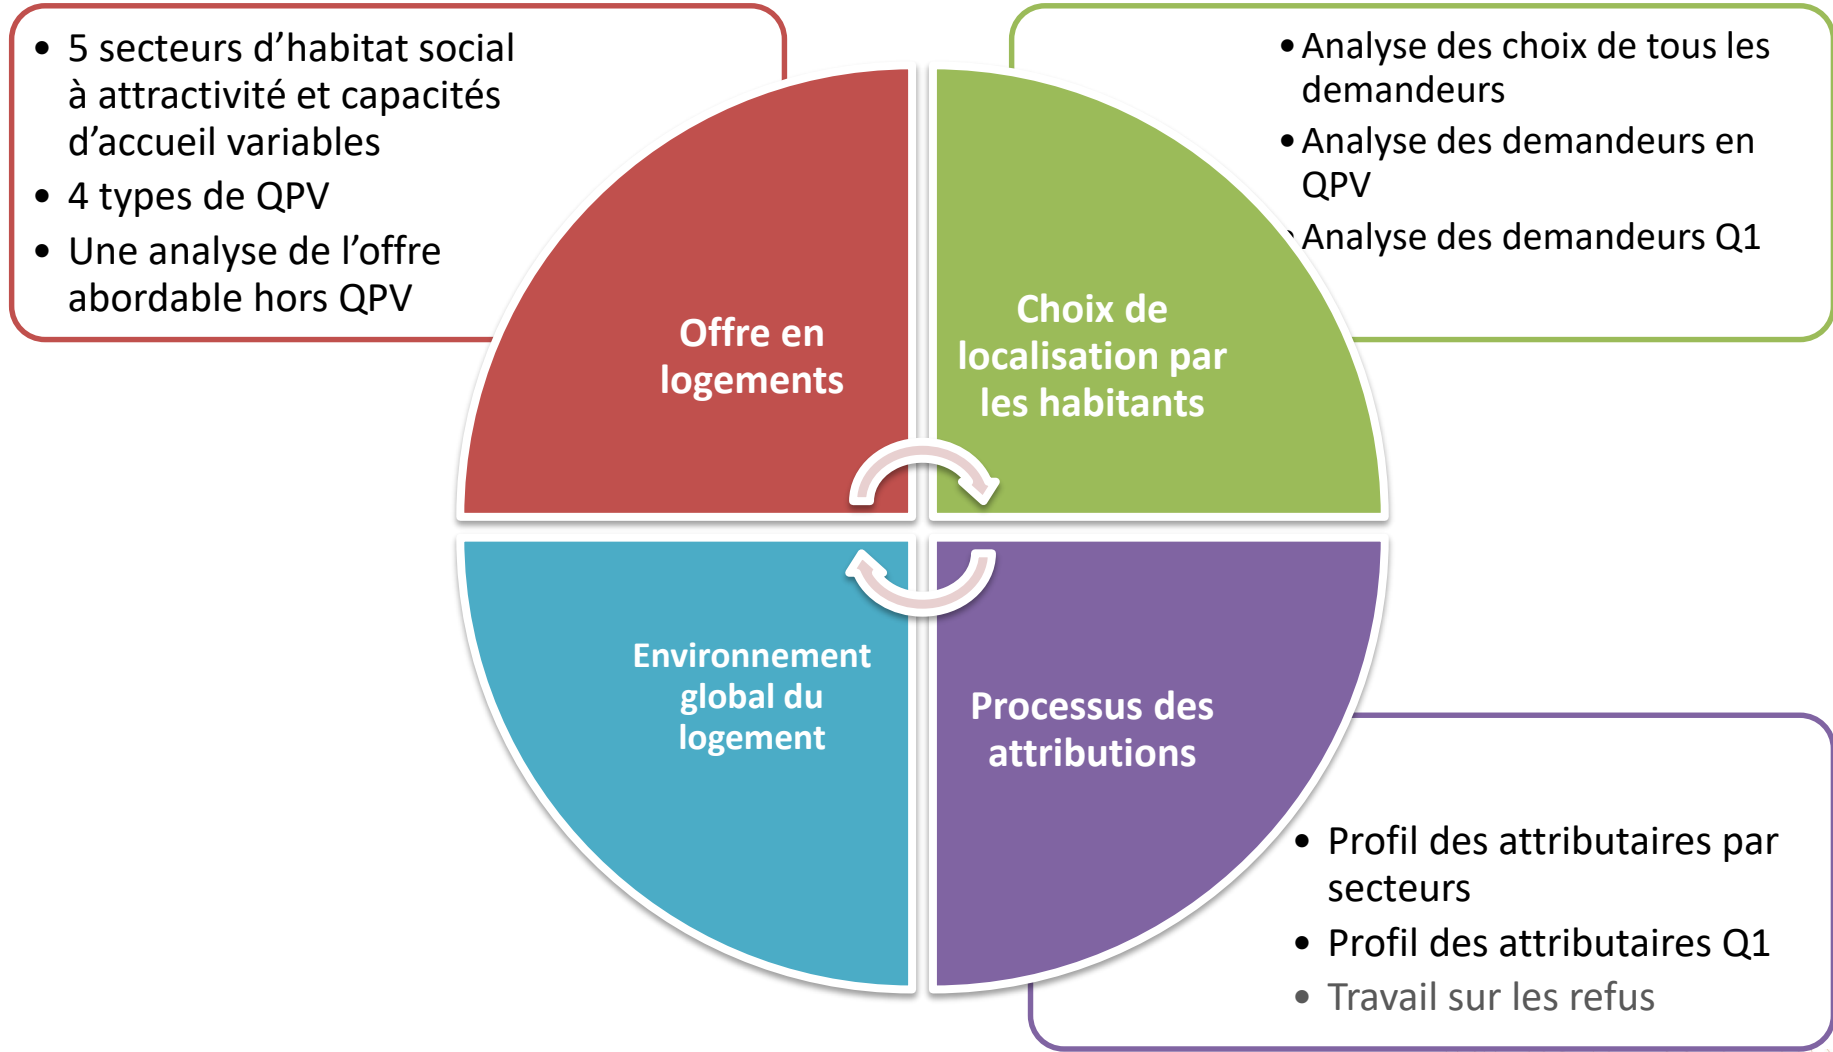 • 5 secteurs d’habitat social
à attractivité et capacités
d’accueil variables
• 4 types de QPV
• Une analyse de l’offre
abordable hors QPV
• Analyse des choix de tous les
demandeurs
• Analyse des demandeurs en
QPV
• Analyse des demandeurs Q1
Offre en
logements
Choix de
localisation par
les habitants
Environnement
global du
logement
Processus des
attributions
• Profil des attributaires par
secteurs
• Profil des attributaires Q1
• Travail sur les refus